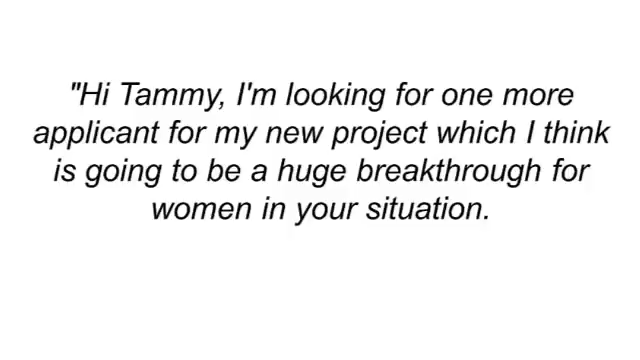 "Hi Tammy, I'm looking for one more
applicant for my new project which I think
is going to be a huge breakthrough for
women in your situation.